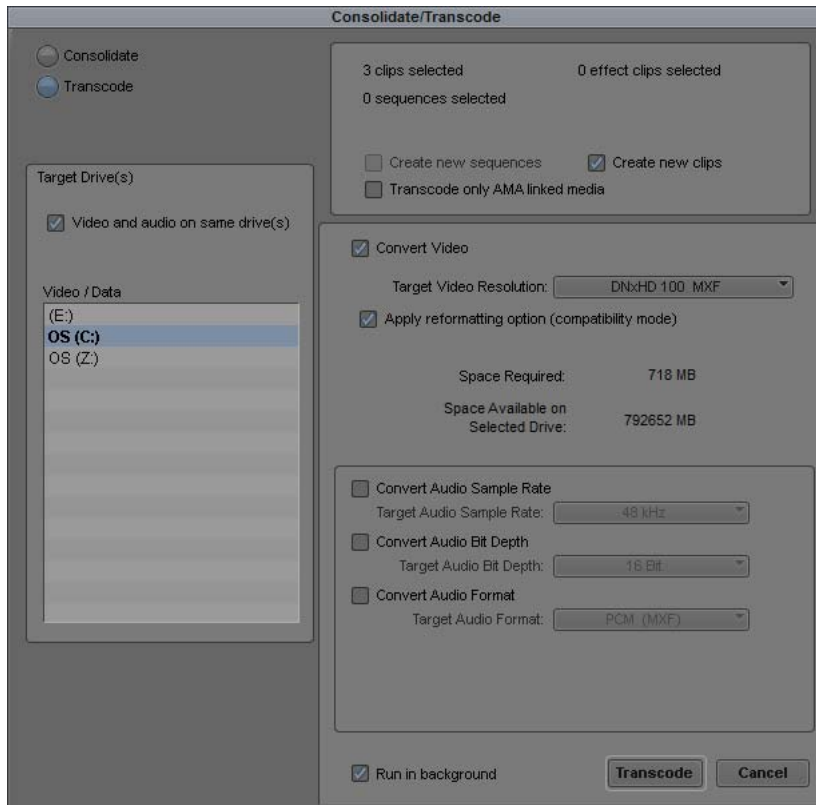 Consolidate/Transcode
Consolidate
Transcode
3 clips selected
0 effect clips selected
0 sequences selected
Create new sequences
Create new clips
Transcode only AMA linked media
Target Drive(s)
Video and audio on same drive(s)
Video / Data
(E:)
OS (C:)
OS (Z:)
Convert Video
Target Video Resolution: DNxHD 100 MXF
Apply reformatting option (compatibility mode)
Space Required: 718 MB
Space Available on
Selected Drive: 792652 MB
Convert Audio Sample Rate
Target Audio Sample Rate: 48 kHz
Convert Audio Bit Depth
Target Audio Bit Depth: 16 Bit
Convert Audio Format
Target Audio Format: PCM (MXF)
Run in background
Transcode
Cancel